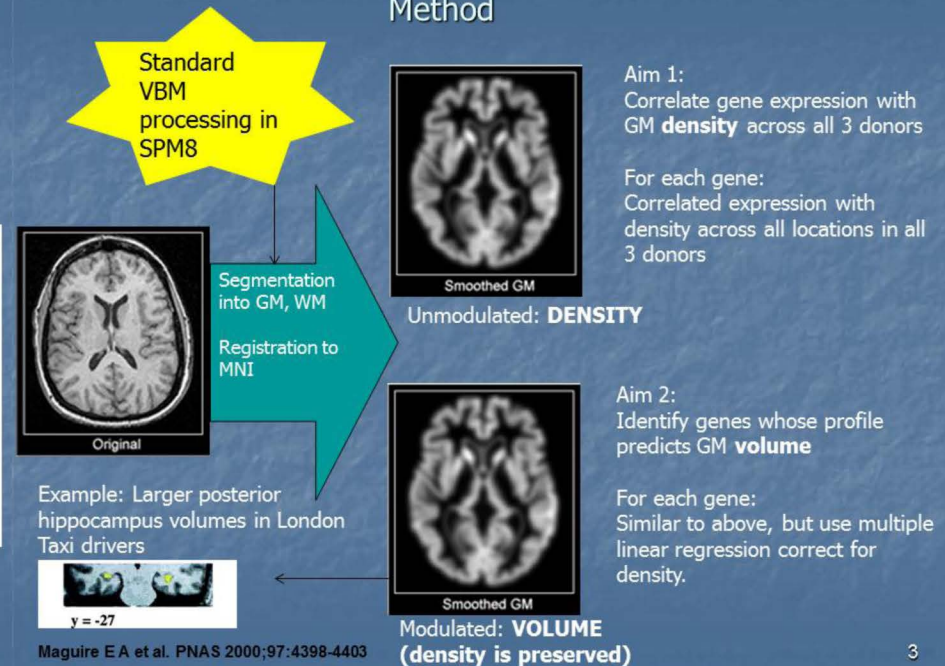 Method
Standard
VBM
processing in
SPM8
Original
Segmentation
into GM, WM
Registration to
MNI
Smoothed GM
Unmodulated: DENSITY
Aim 1:
Correlate gene expression with
GM density across all 3 donors
For each gene:
Correlated expression with
density across all locations in all
3 donors
Smoothed GM
Modulated: VOLUME
(density is preserved)
Aim 2:
Identify genes whose profile
predicts GM volume
For each gene:
Similar to above, but use multiple
linear regression correct for
density.
Example: Larger posterior
hippocampus volumes in London
Taxi drivers
y = -27
Maguire E A et al. PNAS 2000;97:4398-4403
3